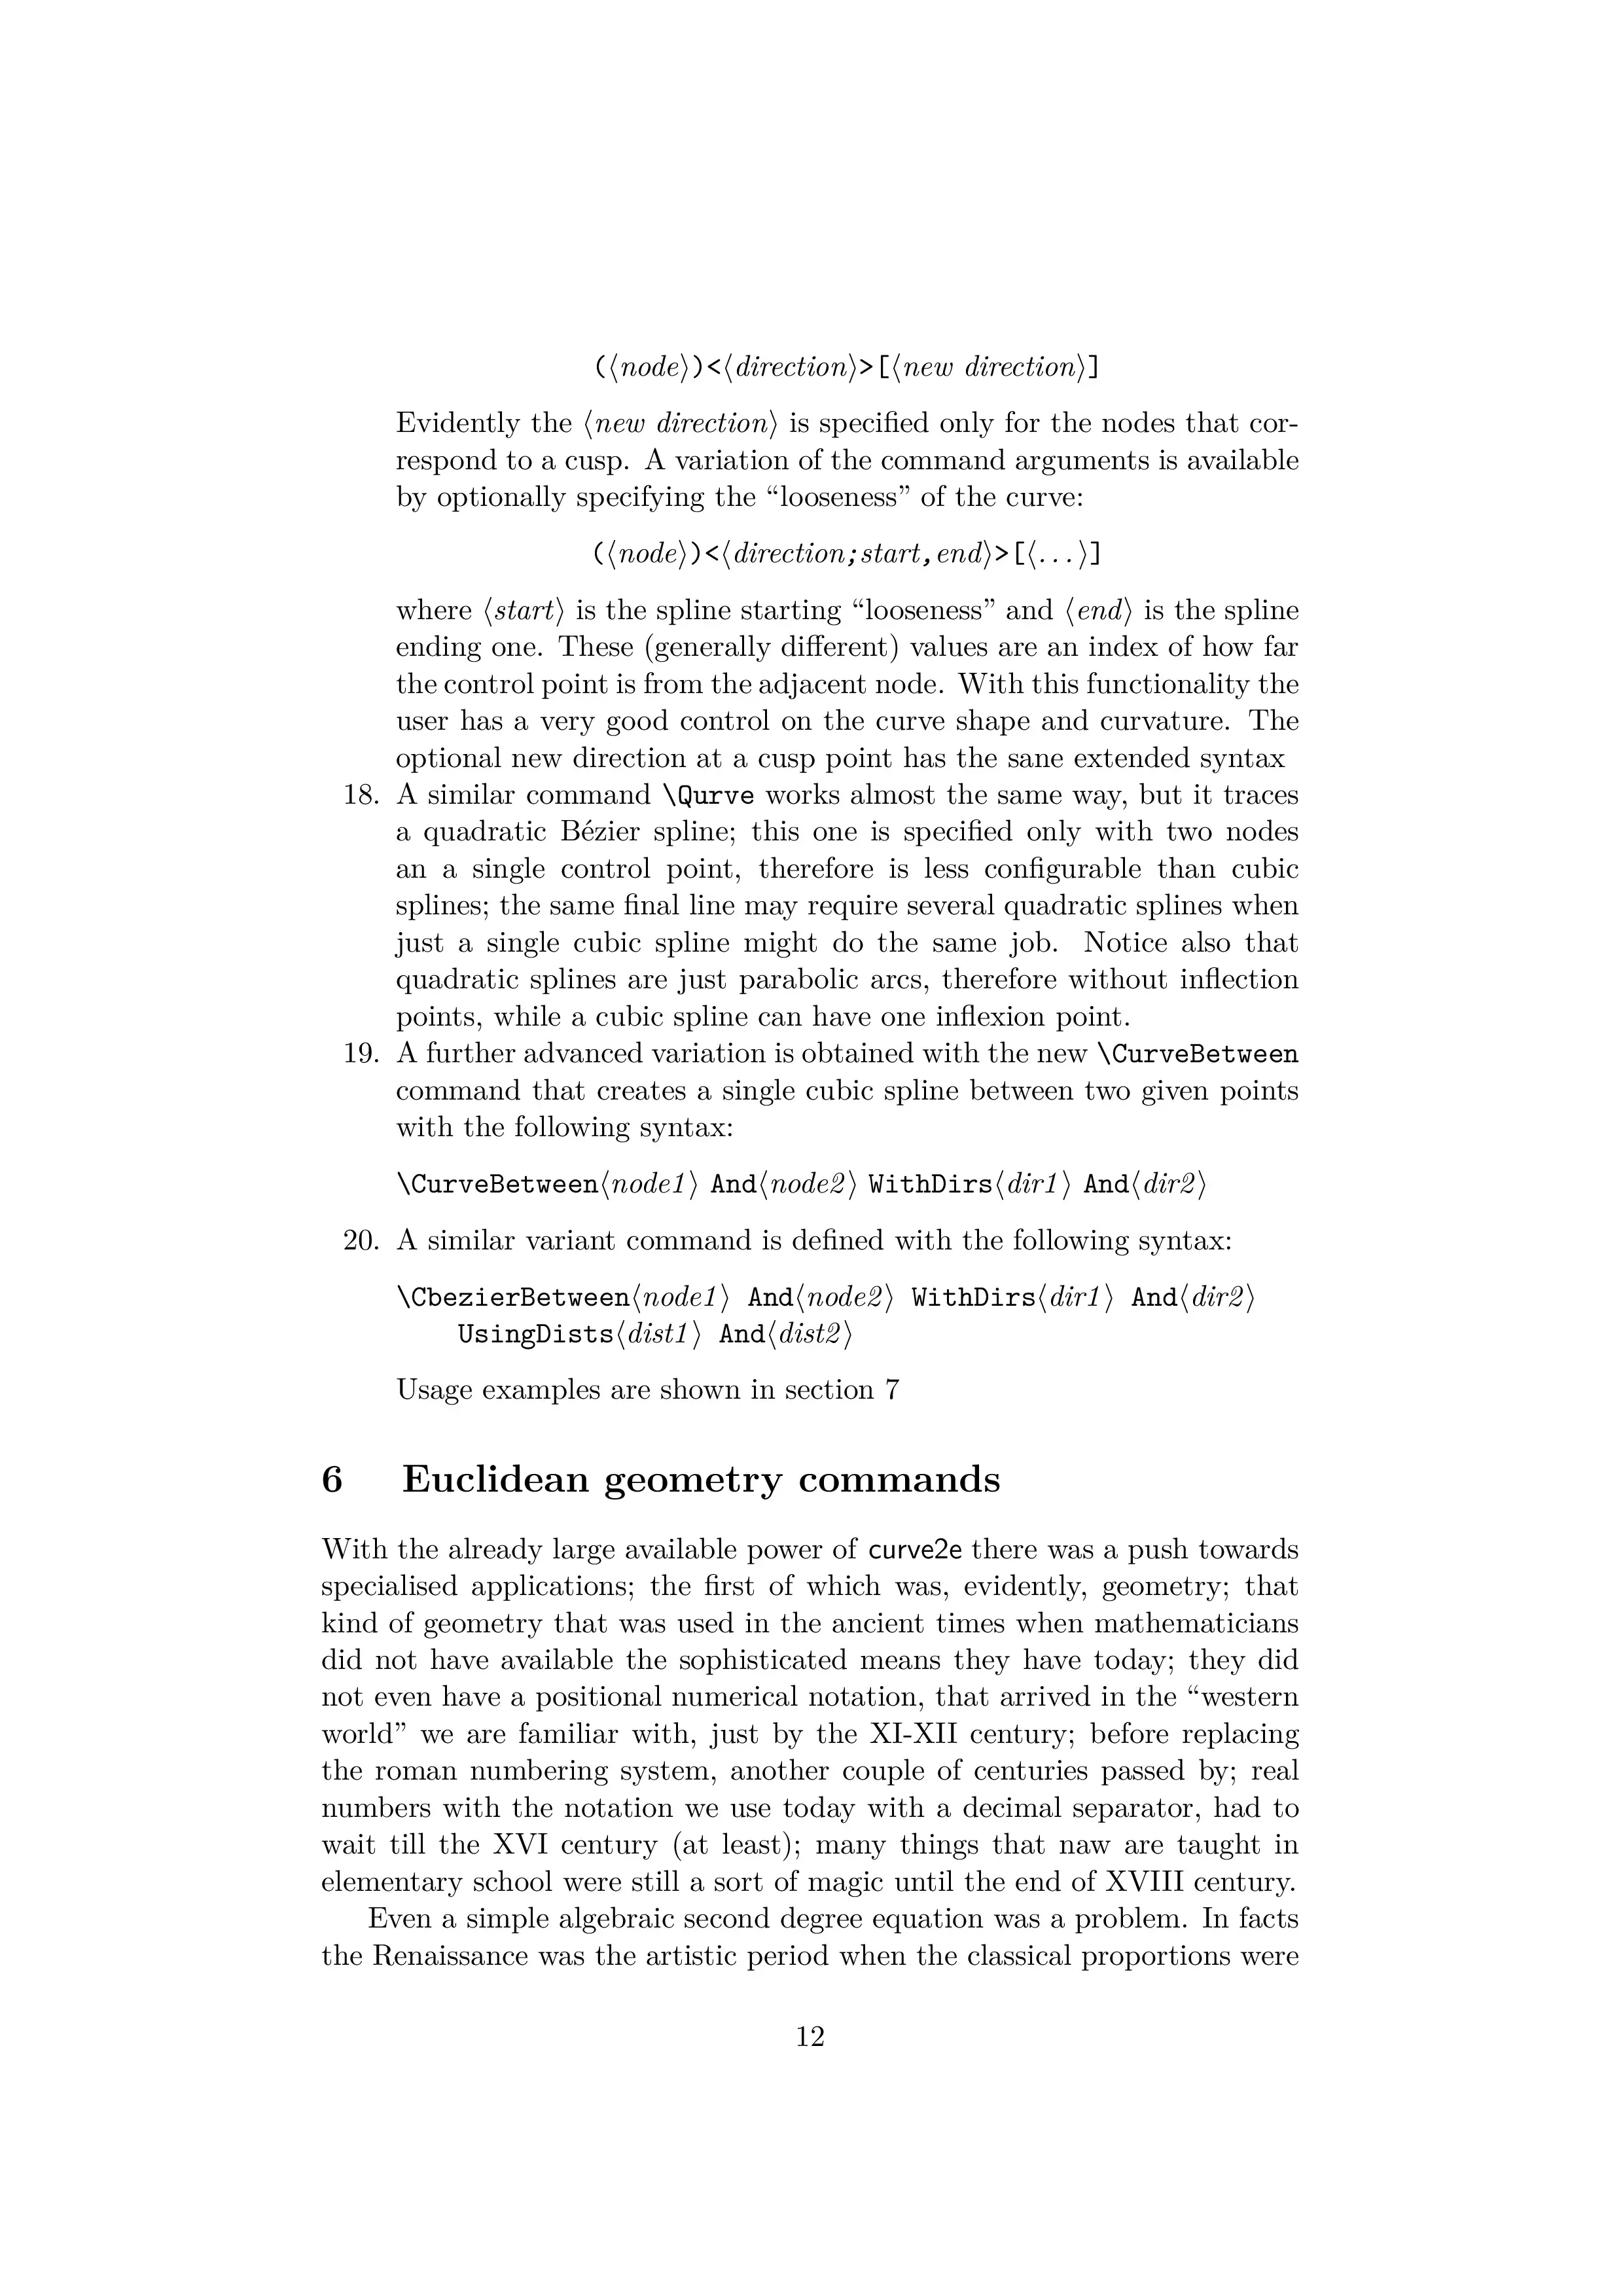 (⟨node⟩)<⟨direction⟩>[⟨new direction⟩]
Evidently the ⟨new direction⟩ is specified only for the nodes that cor-
respond to a cusp. A variation of the command arguments is available
by optionally specifying the “looseness” of the curve:
(⟨node⟩)<⟨direction;start,end⟩>[⟨...⟩]
where ⟨start⟩ is the spline starting “looseness” and ⟨end⟩ is the spline
ending one. These (generally different) values are an index of how far
the control point is from the adjacent node. With this functionality the
user has a very good control on the curve shape and curvature. The
optional new direction at a cusp point has the sane extended syntax
18. A similar command \Qurve works almost the same way, but it traces
a quadratic Bézier spline; this one is specified only with two nodes
an a single control point, therefore is less configurable than cubic
splines; the same final line may require several quadratic splines when
just a single cubic spline might do the same job. Notice also that
quadratic splines are just parabolic arcs, therefore without inflection
points, while a cubic spline can have one inflexion point.
19. A further advanced variation is obtained with the new \CurveBetween
command that creates a single cubic spline between two given points
with the following syntax:
\CurveBetween⟨node1⟩ And⟨node2⟩ WithDirs⟨dir1⟩ And⟨dir2⟩
20. A similar variant command is defined with the following syntax:
\CbezierBetween⟨node1⟩ And⟨node2⟩ WithDirs⟨dir1⟩ And⟨dir2⟩
UsingDists⟨dist1⟩ And⟨dist2⟩
Usage examples are shown in section 7
6 Euclidean geometry commands
With the already large available power of curve2e there was a push towards
specialised applications; the first of which was, evidently, geometry; that
kind of geometry that was used in the ancient times when mathematicians
did not have available the sophisticated means they have today; they did
not even have a positional numerical notation, that arrived in the “western
world” we are familiar with, just by the XI-XII century; before replacing
the roman numbering system, another couple of centuries passed by; real
numbers with the notation we use today with a decimal separator, had to
wait till the XVI century (at least); many things that naw are taught in
elementary school were still a sort of magic until the end of XVIII century.
Even a simple algebraic second degree equation was a problem. In facts
the Renaissance was the artistic period when the classical proportions were
12